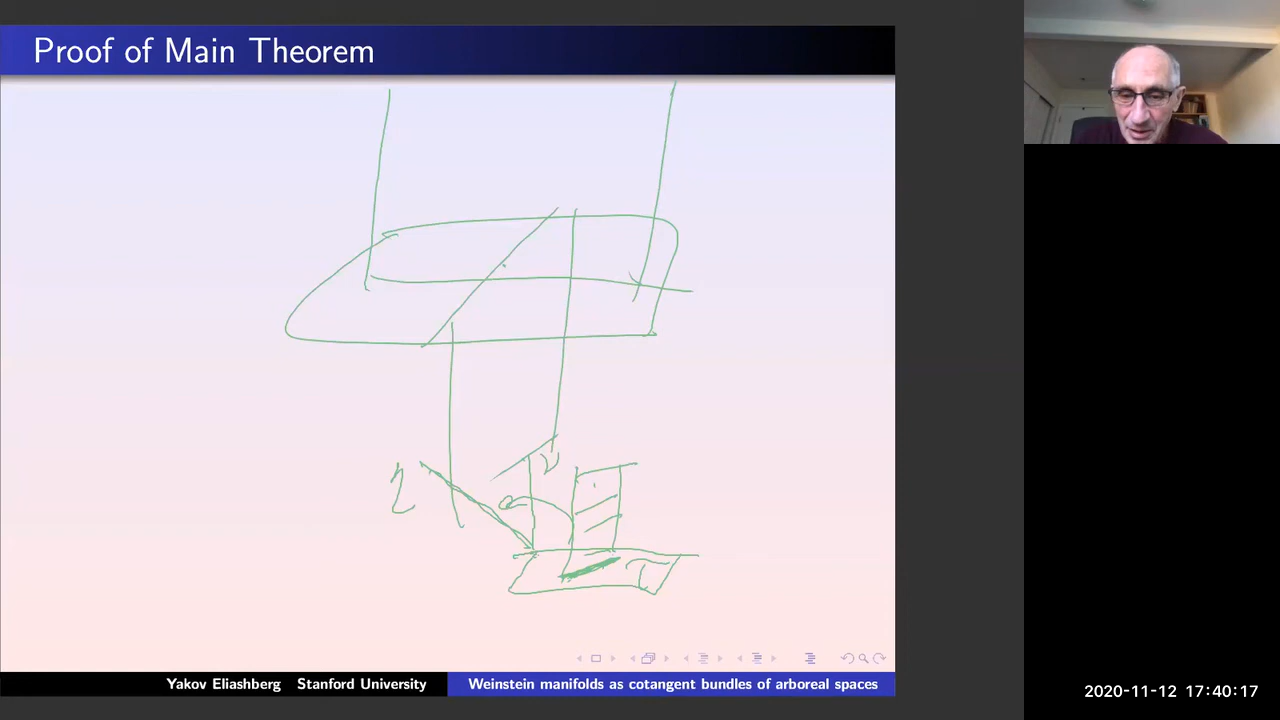 Proof of Main Theorem
Yakov Eliashberg Stanford University
Weinstein manifolds as cotangent bundles of arboreal spaces
2020-11-12 17:40:17